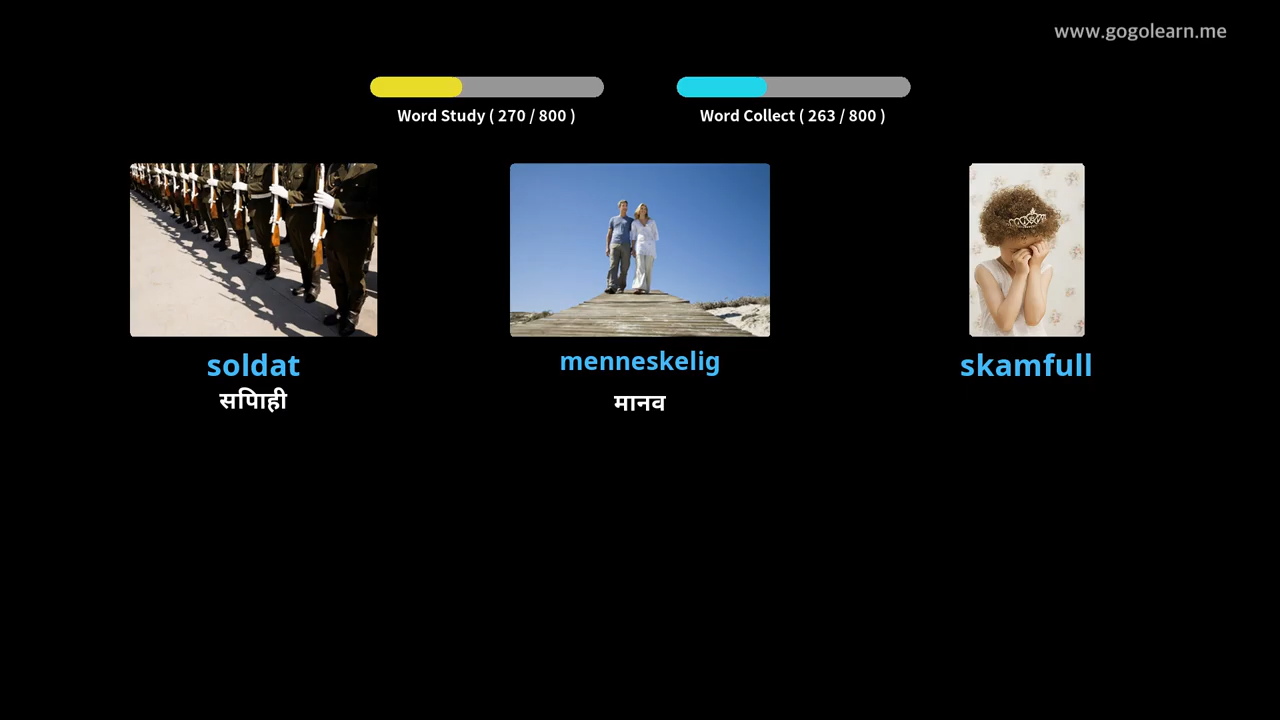 www.gogolearn.me
Word Study ( 270 / 800 )
Word Collect ( 263 / 800 )
soldat
सिपाही
menneskelig
मानव
skamfull